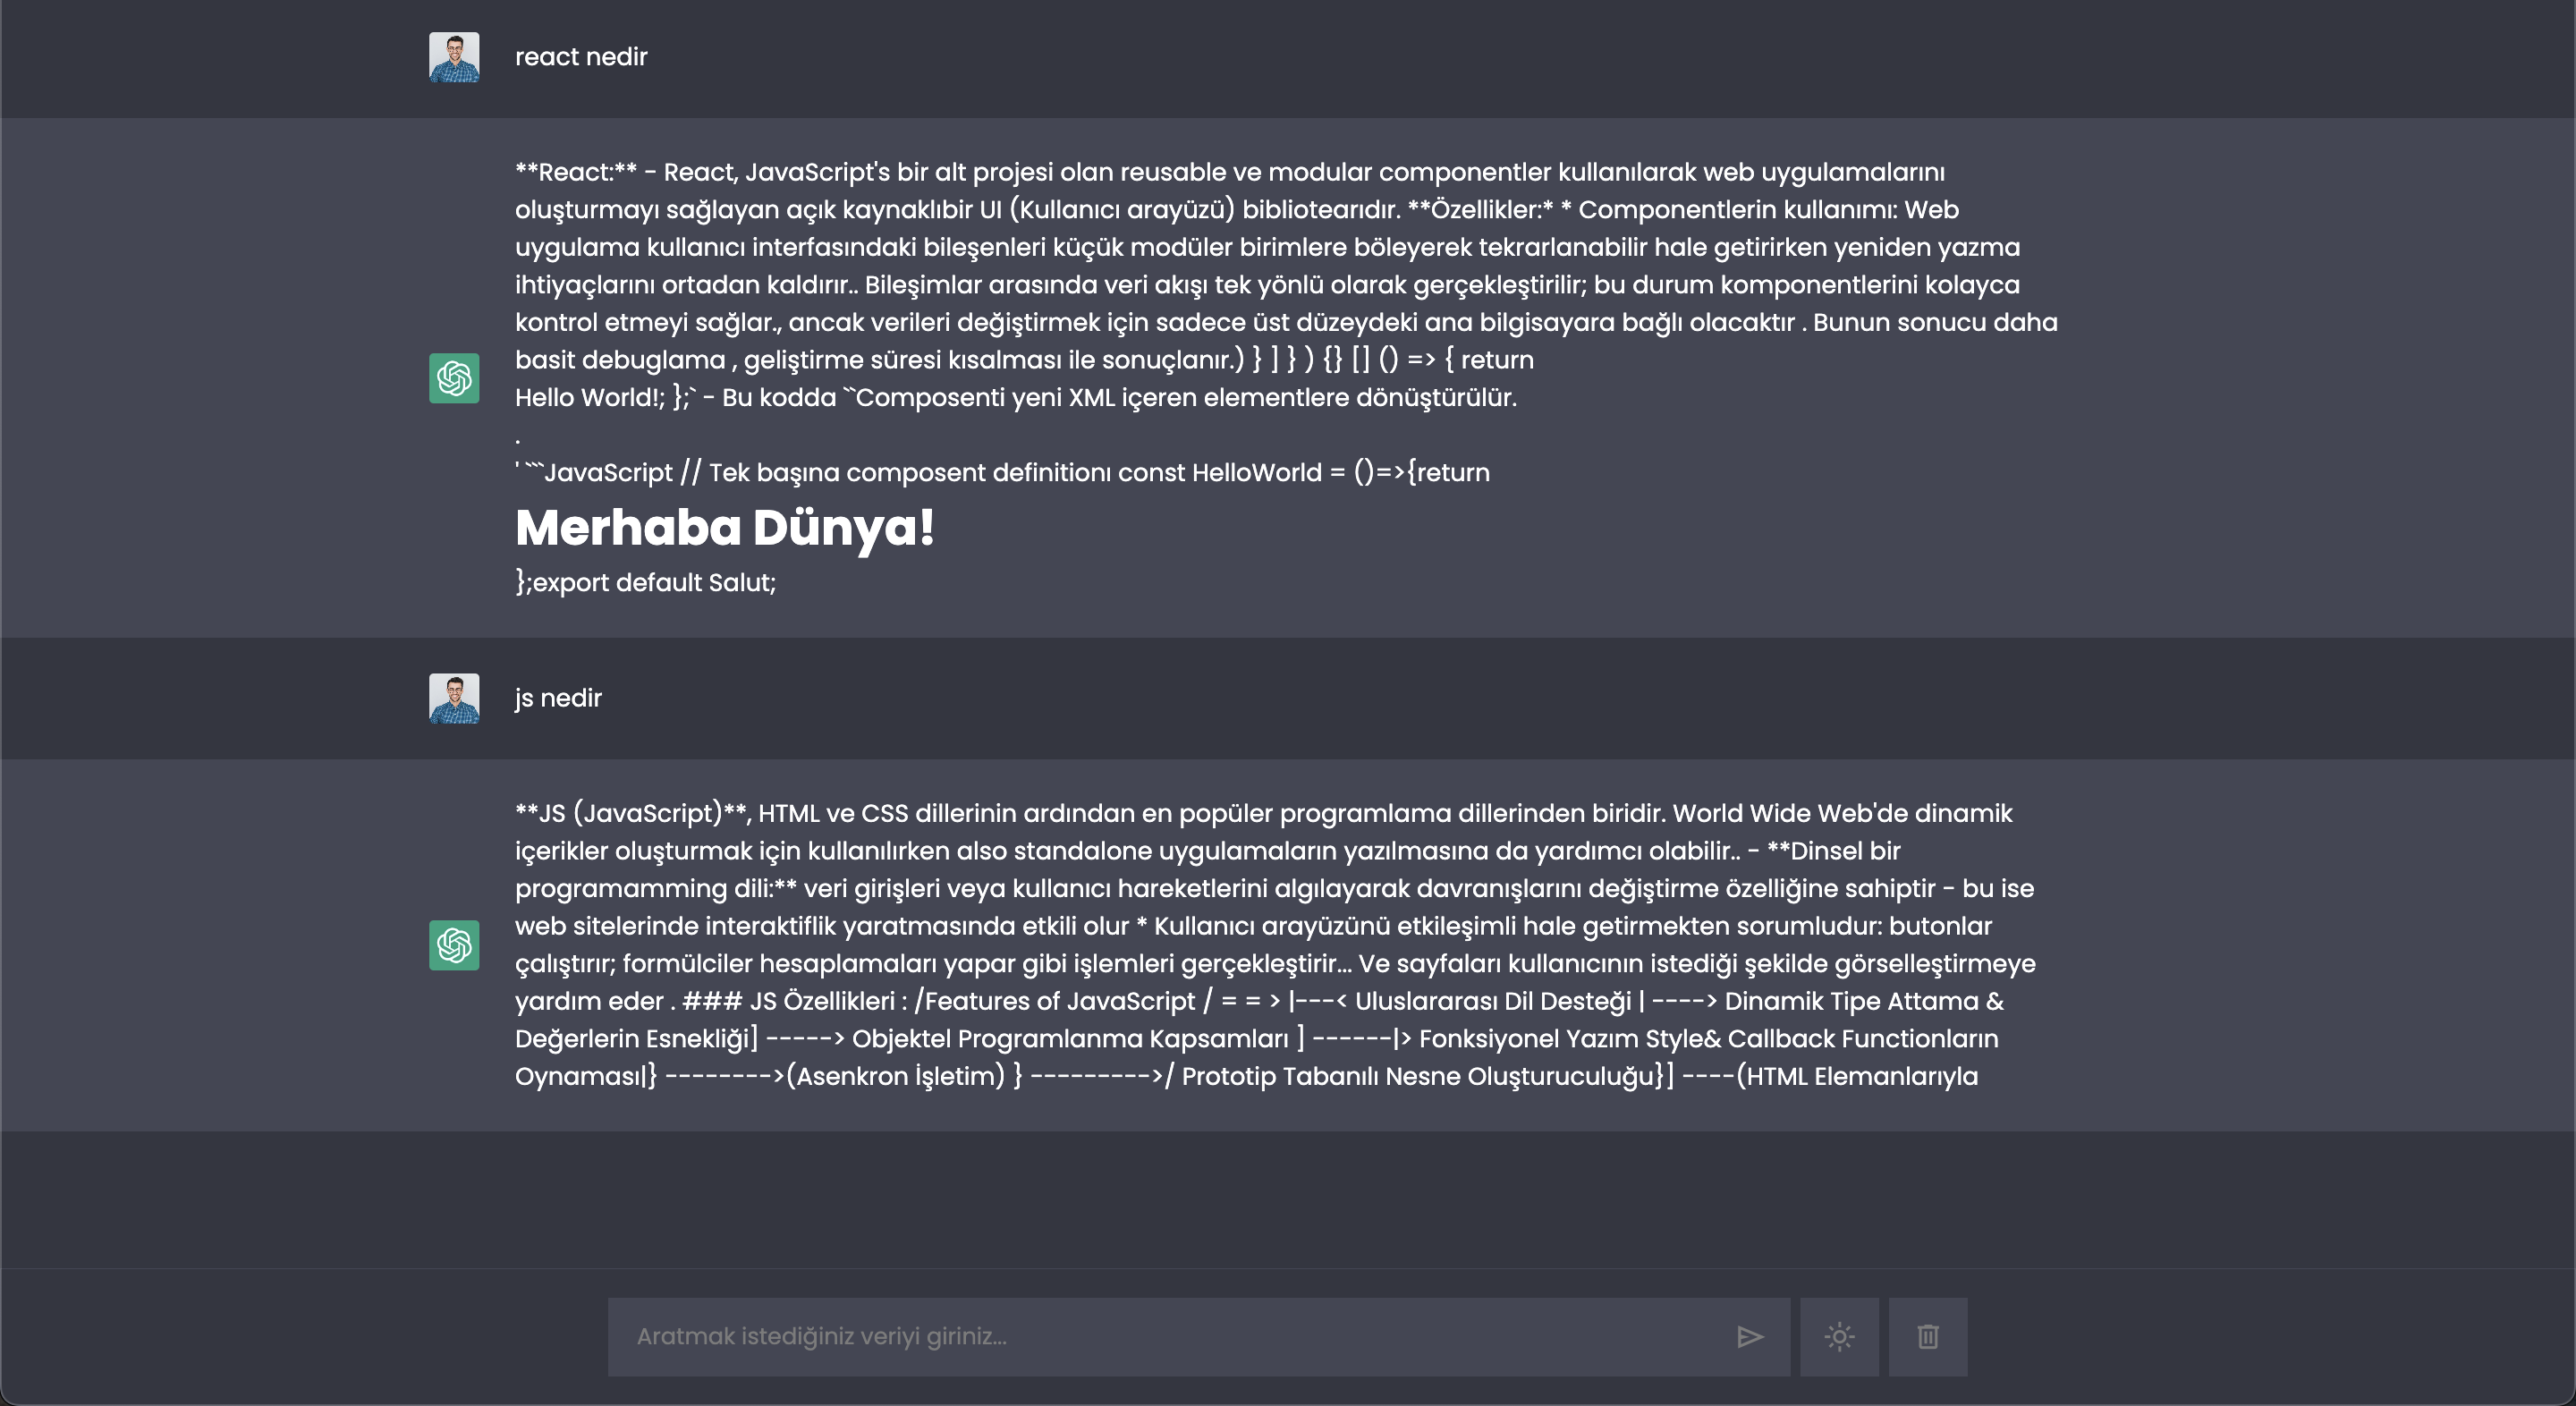 react nedir
**React:** - React, JavaScript's bir alt projesi olan reusable ve modular componentler kullanılarak web uygulamalarını
oluşturmayı sağlayan açık kaynaklıbir UI (Kullanıcı arayüzü) bibliotearıdır. **Özellikler:* * Componentlerin kullanımı: Web
uygulama kullanıcı interfasındaki bileşenleri küçük modüler birimlere böleyerek tekrarlanabilir hale getirirken yeniden yazma
ihtiyaçlarını ortadan kaldırır.. Bileşimlar arasında veri akışı tek yönlü olarak gerçekleştirilir; bu durum komponentlerini kolayca
kontrol etmeyi sağlar., ancak verileri değiştirmek için sadece üst düzeydeki ana bilgisayara bağlı olacaktır . Bunun sonucu daha
basit debuglama , geliştirme süresi kısalması ile sonuçlanır.) } ] } ) {} [] () => { return
Hello World!; };` - Bu kodda ``Composenti yeni XML içeren elementlere dönüştürülür.
.
' ```JavaScript // Tek başına composent definitionı const HelloWorld = ()=>{return
Merhaba Dünya!
};export default Salut;
js nedir
**JS (JavaScript)**, HTML ve CSS dillerinin ardından en popüler programlama dillerinden biridir. World Wide Web'de dinamik
içerikler oluşturmak için kullanılırken also standalone uygulamaların yazılmasına da yardımcı olabilir.. - **Dinsel bir
programamming dili:** veri girişleri veya kullanıcı hareketlerini algılayarak davranışlarını değiştirme özelliğine sahiptir - bu ise
web sitelerinde interaktiflik yaratmasında etkili olur * Kullanıcı arayüzünü etkileşimli hale getirmekten sorumludur: butonlar
çalıştırır; formülciler hesaplamaları yapar gibi işlemleri gerçekleştirir... Ve sayfaları kullanıcının istediği şekilde görselleştirmeye
yardım eder . ### JS Özellikleri : /Features of JavaScript / = = > |---< Uluslararası Dil Desteği | ----> Dinamik Tipe Attama &
Değerlerin Esnekliği] -----> Objektel Programlanma Kapsamları ] ------|> Fonksiyonel Yazım Style& Callback Functionların
Oynaması|} -------->(Asenkron İşletim) } --------->/ Prototip Tabanılı Nesne Oluşturuculuğu}] ----(HTML Elemanlarıyla
Aratmak istediğiniz veriyi giriniz...